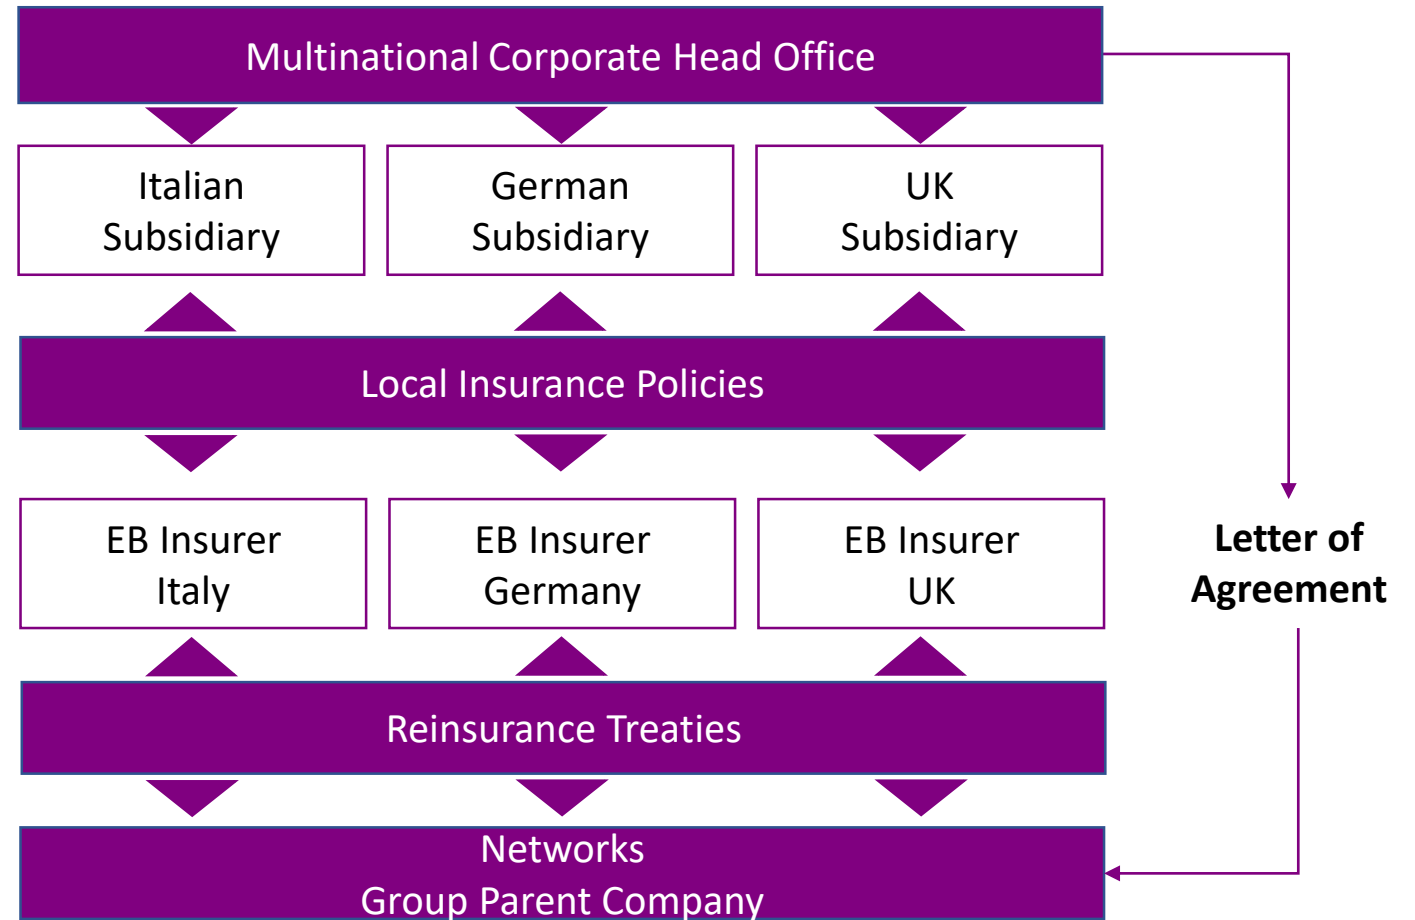 Multinational Corporate Head Office
Italian
Subsidiary
German
Subsidiary
UK
Subsidiary
Local Insurance Policies
EB Insurer
Italy
EB Insurer
Germany
EB Insurer
UK
Letter of
Agreement
Reinsurance Treaties
Networks
Group Parent Company